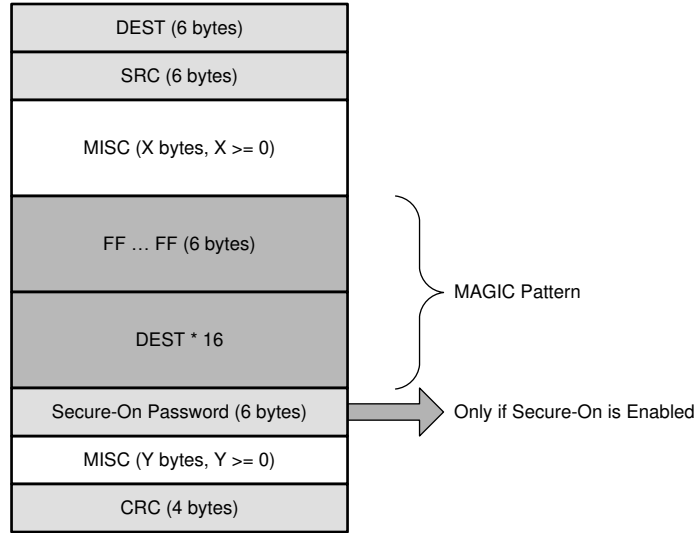 DEST (6 bytes)
SRC (6 bytes)
MISC (X bytes, X >= 0)
FF … FF (6 bytes)
MAGIC Pattern
DEST * 16
Secure-On Password (6 bytes)
Only if Secure-On is Enabled
MISC (Y bytes, Y >= 0)
CRC (4 bytes)